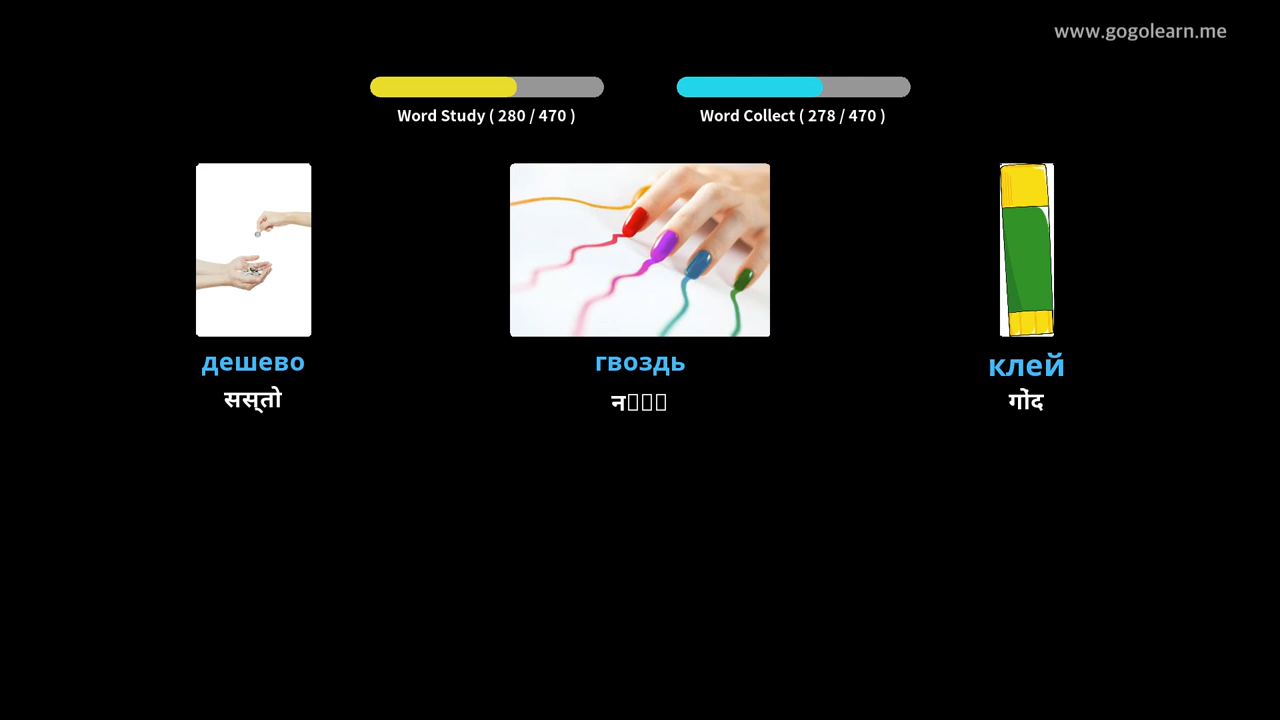 www.gogolearn.me
Word Study ( 280 / 470 )
Word Collect ( 278 / 470 )
дешево
гвоздь
клей
सस्तो
गोंद